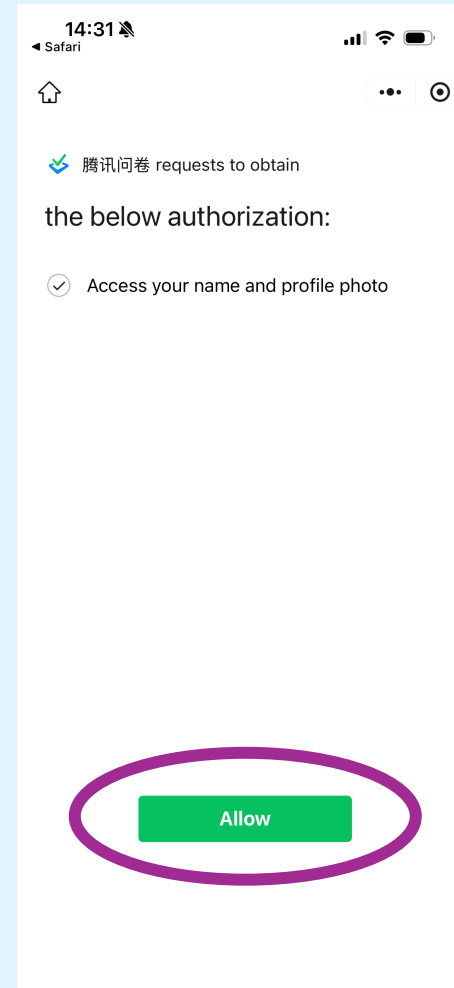 14:31
◀ Safari
腾讯问卷 requests to obtain
the below authorization:
Access your name and profile photo
Allow